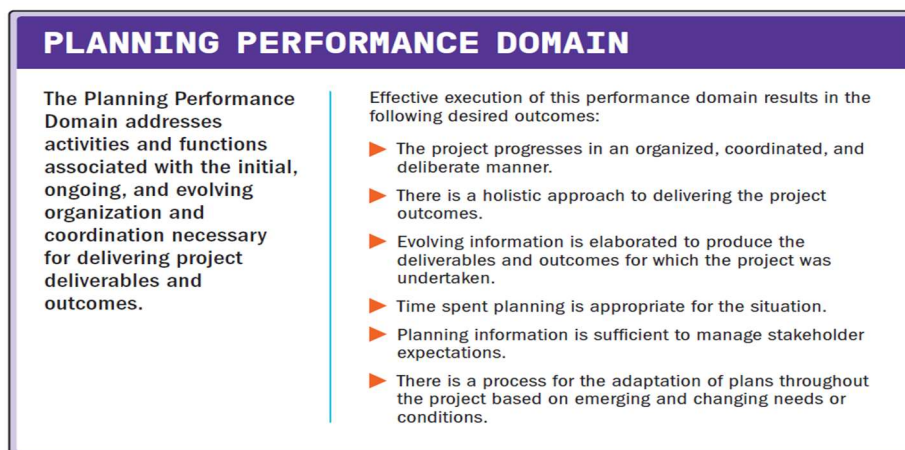 PLANNING PERFORMANCE DOMAIN
The Planning Performance
Domain addresses
activities and functions
associated with the initial,
ongoing, and evolving
organization and
coordination necessary
for delivering project
deliverables and
outcomes.
Effective execution of this performance domain results in the
following desired outcomes:
The project progresses in an organized, coordinated, and
deliberate manner.
There is a holistic approach to delivering the project
outcomes.
Evolving information is elaborated to produce the
deliverables and outcomes for which the project was
undertaken.
Time spent planning is appropriate for the situation.
Planning information is sufficient to manage stakeholder
expectations.
There is a process for the adaptation of plans throughout
the project based on emerging and changing needs or
conditions.